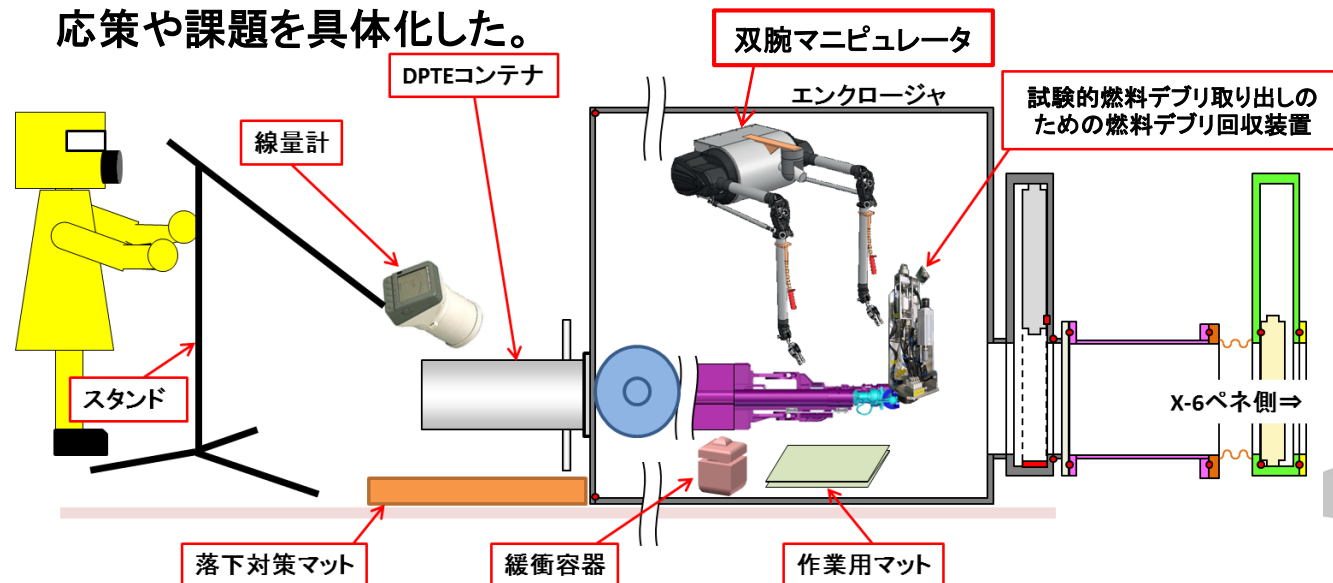 応策や課題を具体化した。
双腕マニピュレータ
DPTEコンテナ
エンクロージャ
試験的燃料デブリ取り出しの
ための燃料デブリ回収装置
線量計
スタンド
X-6ペネ側⇒
落下対策マット
緩衝容器
作業用マット